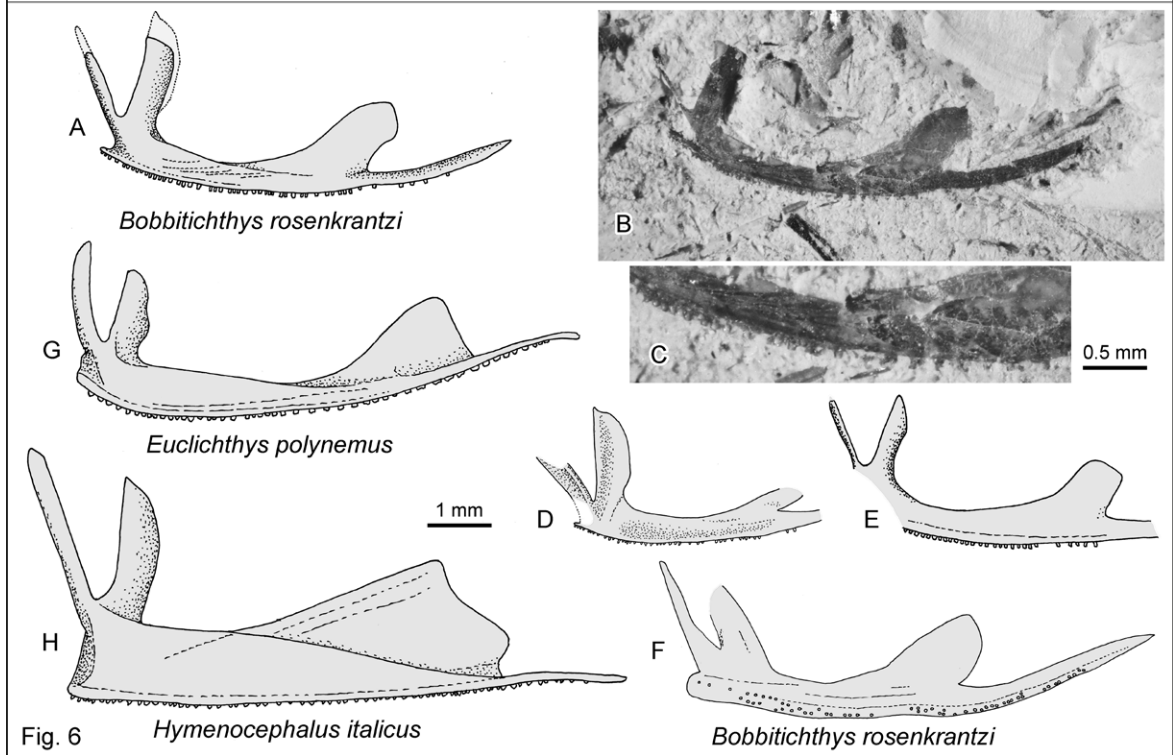 A
Bobbitichthys rosenkrantzi
B
G
Euclichthys polynemus
C
0.5 mm
1 mm
D
E
H
F
Hymenocephalus italicus
Bobbitichthys rosenkrantzi
Fig. 6